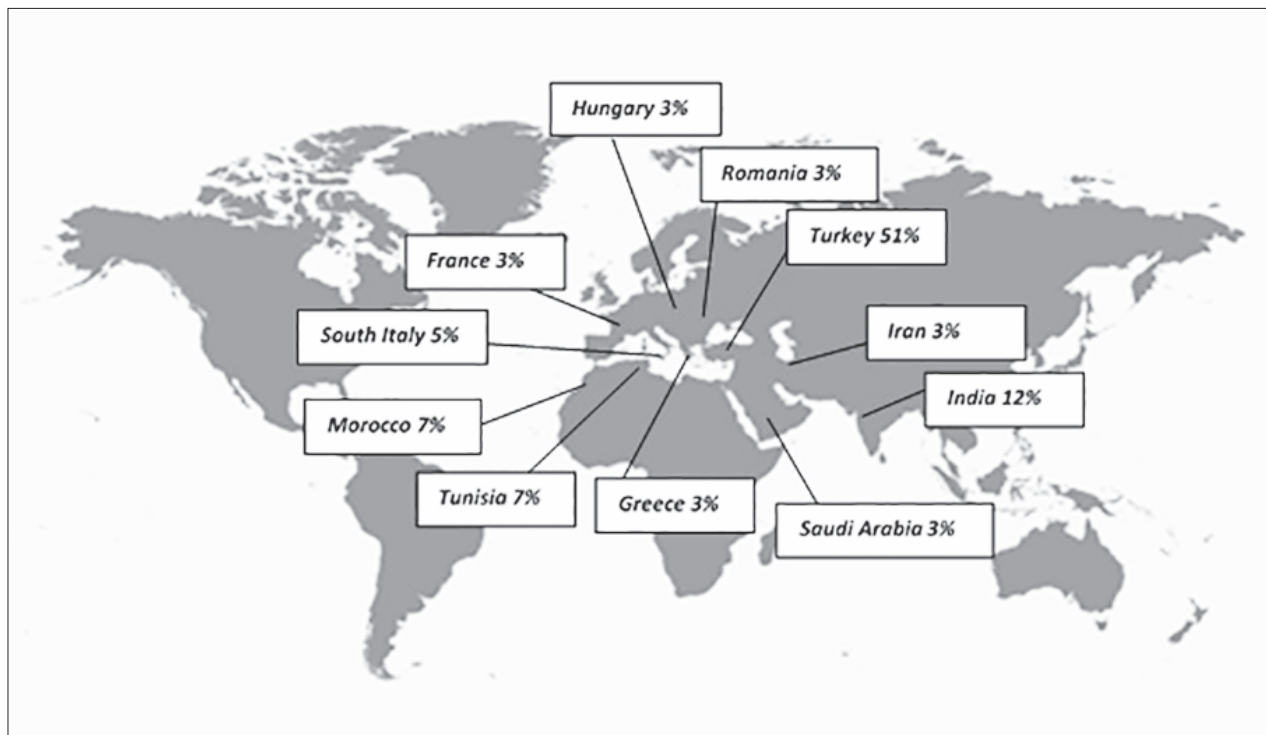 Hungary 3%
Romania 3%
Turkey 51%
France 3%
South Italy 5%
Iran 3%
India 12%
Morocco 7%
Tunisia 7%
Greece 3%
Saudi Arabia 3%